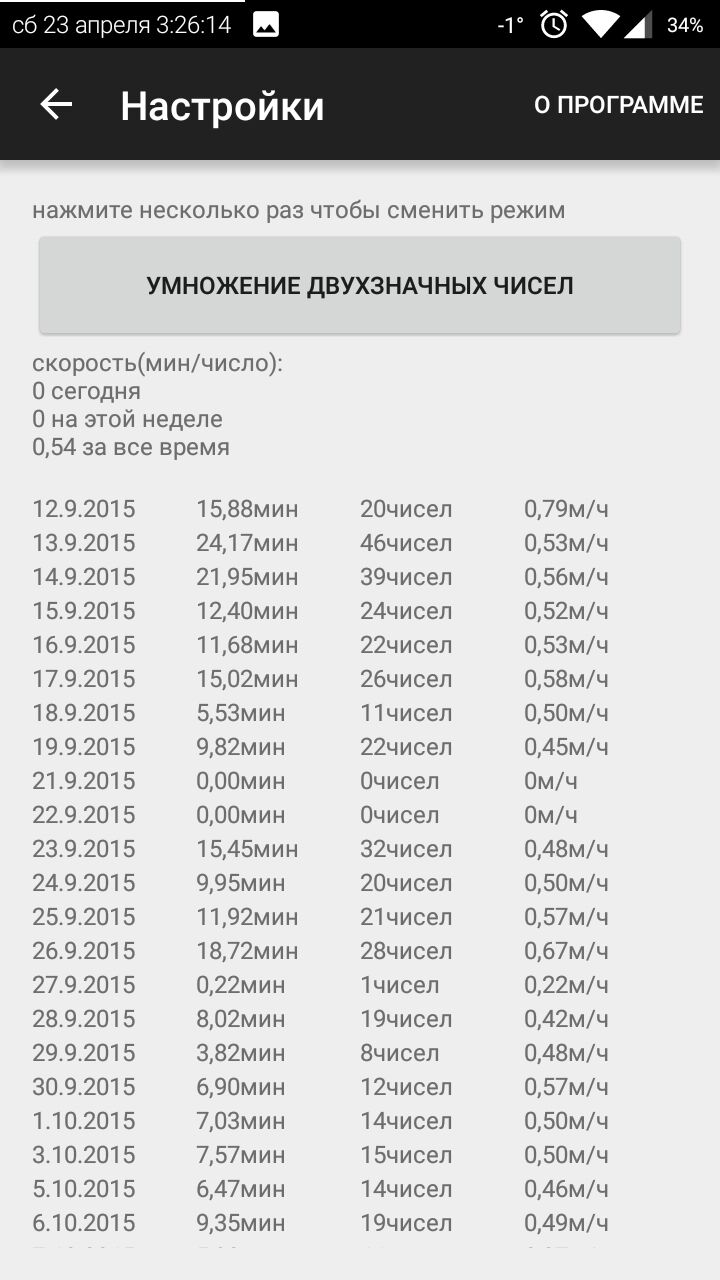 сб 23 апреля 3:26:14 -1° 34%
Настройки О ПРОГРАММЕ
нажмите несколько раз чтобы сменить режим
УМНОЖЕНИЕ ДВУХЗНАЧНЫХ ЧИСЕЛ
скорость(мин/число):
0 сегодня
0 на этой неделе
0,54 за все время
12.9.2015 15,88мин 20чисел 0,79м/ч
13.9.2015 24,17мин 46чисел 0,53м/ч
14.9.2015 21,95мин 39чисел 0,56м/ч
15.9.2015 12,40мин 24чисел 0,52м/ч
16.9.2015 11,68мин 22чисел 0,53м/ч
17.9.2015 15,02мин 26чисел 0,58м/ч
18.9.2015 5,53мин 11чисел 0,50м/ч
19.9.2015 9,82мин 22чисел 0,45м/ч
21.9.2015 0,00мин 0чисел 0м/ч
22.9.2015 0,00мин 0чисел 0м/ч
23.9.2015 15,45мин 32чисел 0,48м/ч
24.9.2015 9,95мин 20чисел 0,50м/ч
25.9.2015 11,92мин 21чисел 0,57м/ч
26.9.2015 18,72мин 28чисел 0,67м/ч
27.9.2015 0,22мин 1чисел 0,22м/ч
28.9.2015 8,02мин 19чисел 0,42м/ч
29.9.2015 3,82мин 8чисел 0,48м/ч
30.9.2015 6,90мин 12чисел 0,57м/ч
1.10.2015 7,03мин 14чисел 0,50м/ч
3.10.2015 7,57мин 15чисел 0,50м/ч
5.10.2015 6,47мин 14чисел 0,46м/ч
6.10.2015 9,35мин 19чисел 0,49м/ч